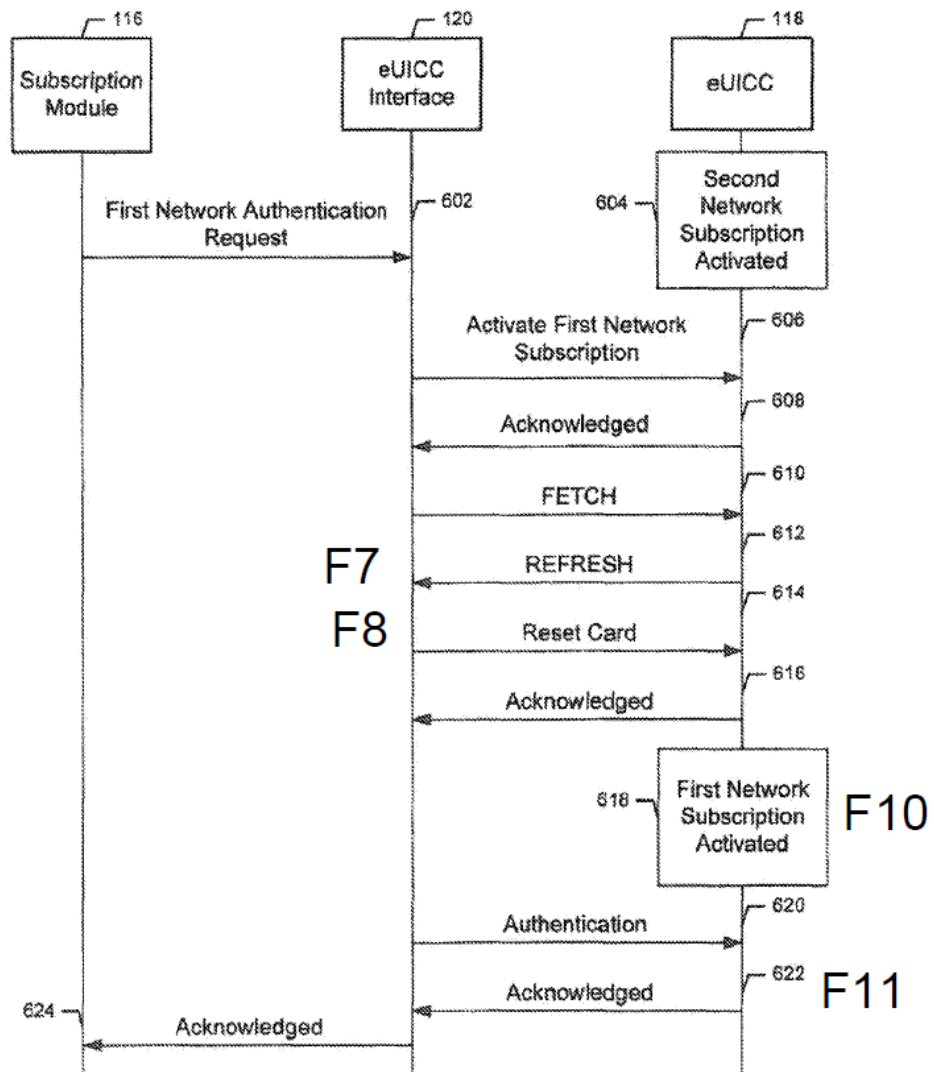 116
120
118
Subscription
Module
eUICC
Interface
eUICC
602
First Network Authentication
Request
604
Second
Network
Subscription
Activated
606
Activate First Network
Subscription
608
Acknowledged
610
FETCH
612
F7
REFRESH
614
F8
Reset Card
616
Acknowledged
618
First Network
Subscription
Activated
F10
620
Authentication
622
F11
Acknowledged
624
Acknowledged